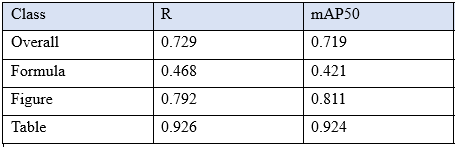 Class R mAP50
Overall 0.729 0.719
Formula 0.468 0.421
Figure 0.792 0.811
Table 0.926 0.924